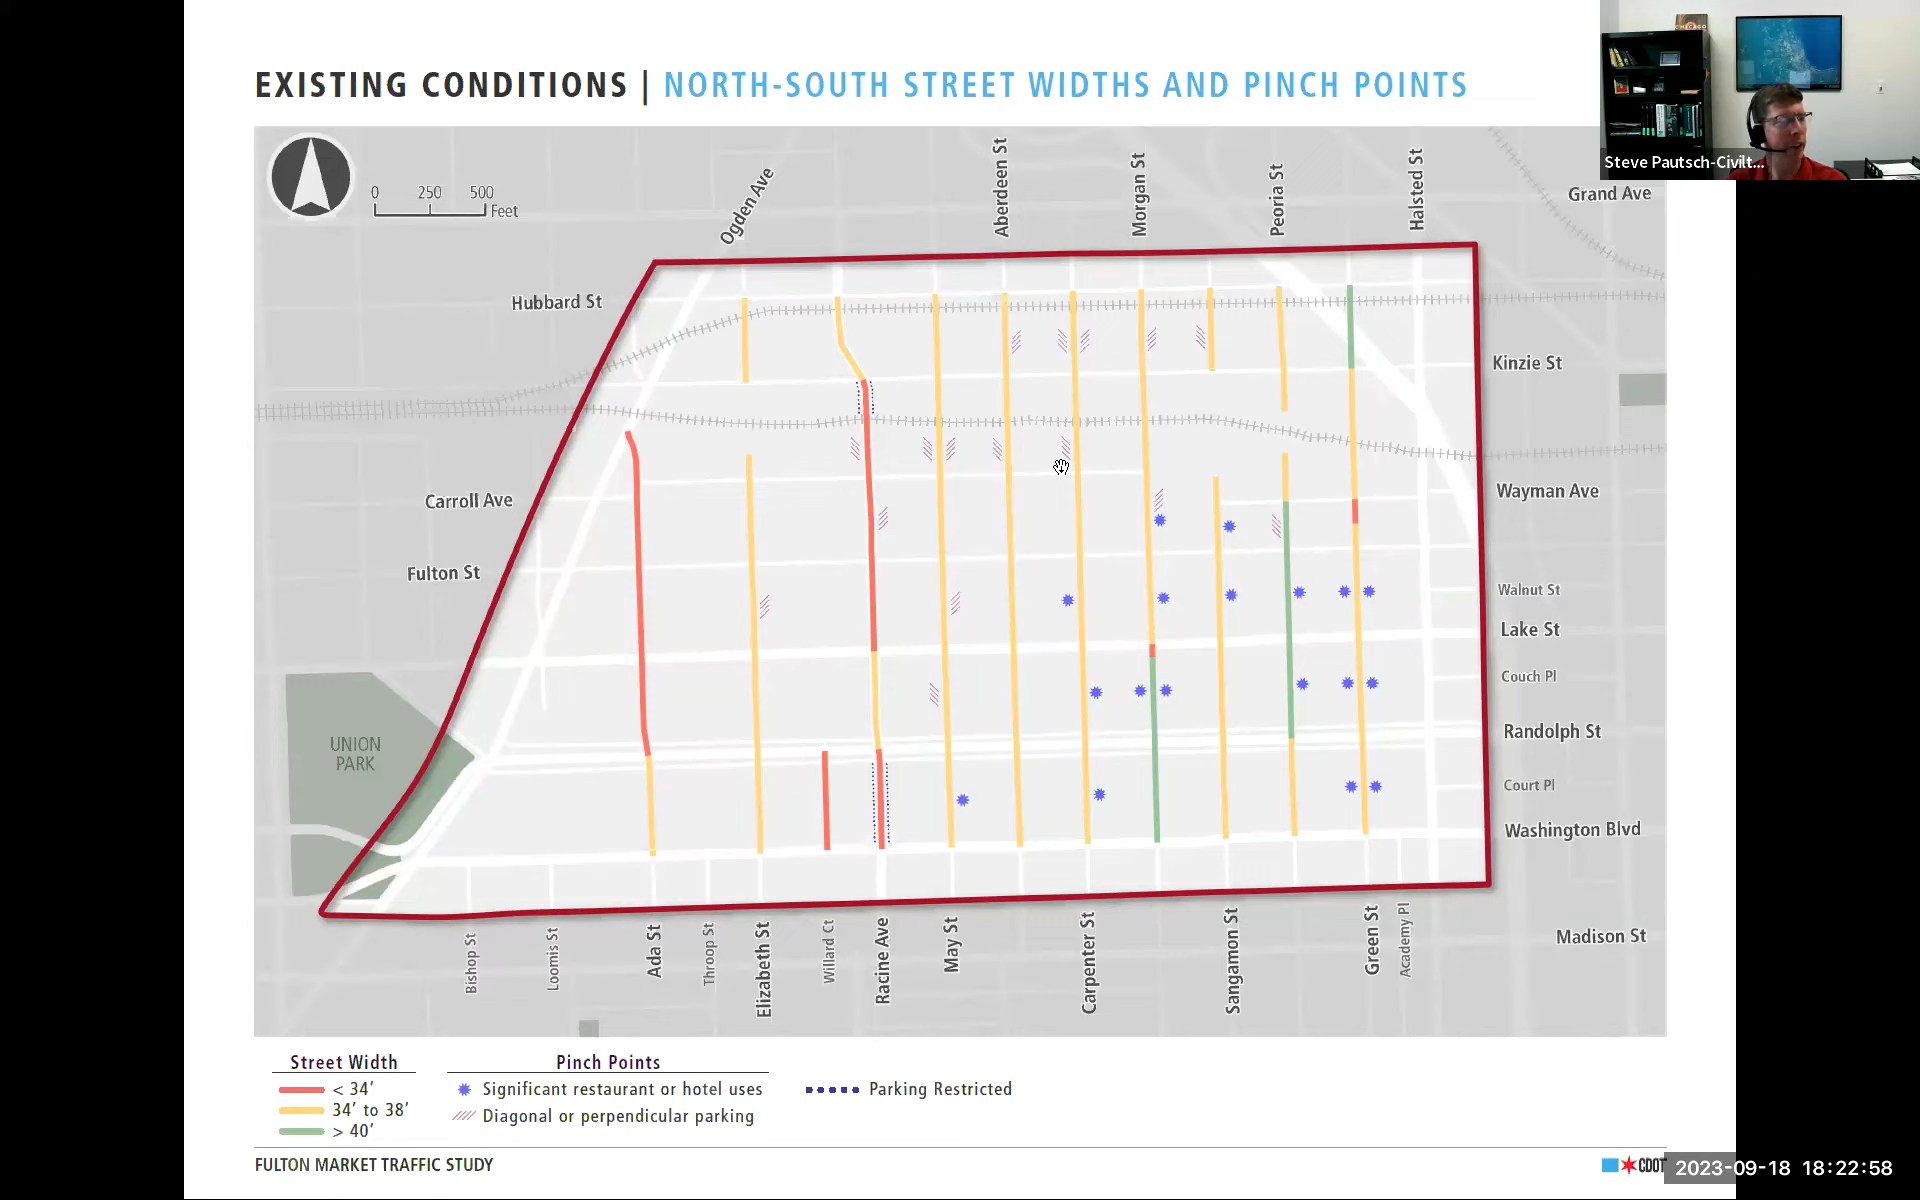 EXISTING CONDITIONS | NORTH-SOUTH STREET WIDTHS AND PINCH POINTS
Steve Pautsch-Civilt...
0 250 500
Feet
Ogden Ave
Aberdeen St
Morgan St
Peoria St
Halsted St
Grand Ave
Hubbard St
Kinzie St
Carroll Ave
Wayman Ave
Fulton St
Walnut St
Lake St
Couch Pl
UNION
PARK
Randolph St
Court Pl
Washington Blvd
Bishop St
Loomis St
Ada St
Throop St
Elizabeth St
Willard Ct
Racine Ave
May St
Carpenter St
Sangamon St
Green St
Academy Pl
Madison St
Street Width
< 34'
34' to 38'
> 40'
Pinch Points
Significant restaurant or hotel uses
Diagonal or perpendicular parking
Parking Restricted
FULTON MARKET TRAFFIC STUDY
CDOT
2023-09-18 18:22:58